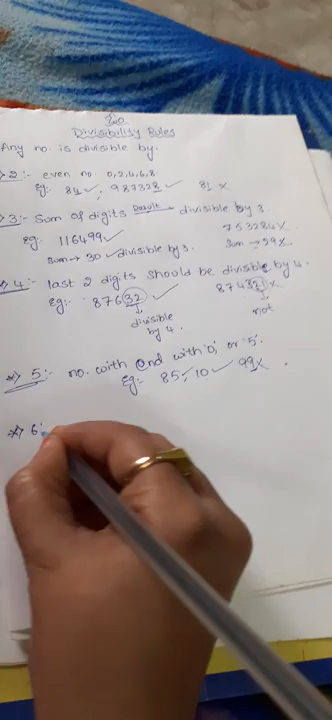 Divisibility Rules
Any no. is divisible by.
2:- even no. 0,2,4,6,8
Eg: 84 ✓, 987328 ✓ 81 ×
3:- Sum of digits Result divisible by 3
eg: 116499 ✓ 753284 ×
sum → 30 ✓ divisible by 3. sum → 29 ×
4:- last 2 digits should be divisible by 4.
eg:- 87632 ✓ 874321 ×
divisible by 4. not
5:- no. with end with '0', or '5'.
Eg:- 85 ✓, 10 ✓ 99 ×
6: